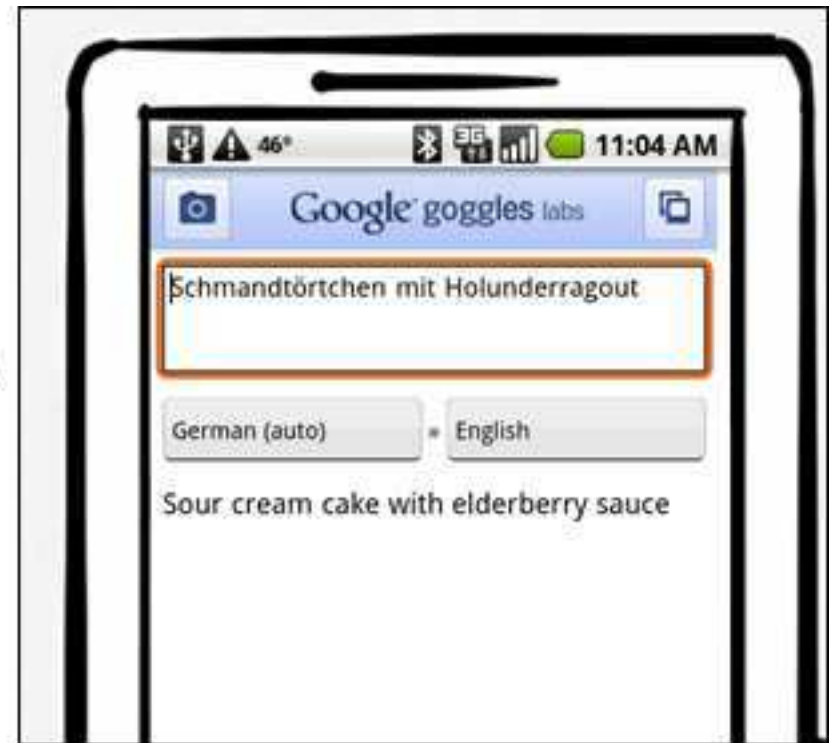 46° 3G 11:04 AM
Google goggles labs
Schmandtörtchen mit Holunderragout
German (auto) English
Sour cream cake with elderberry sauce